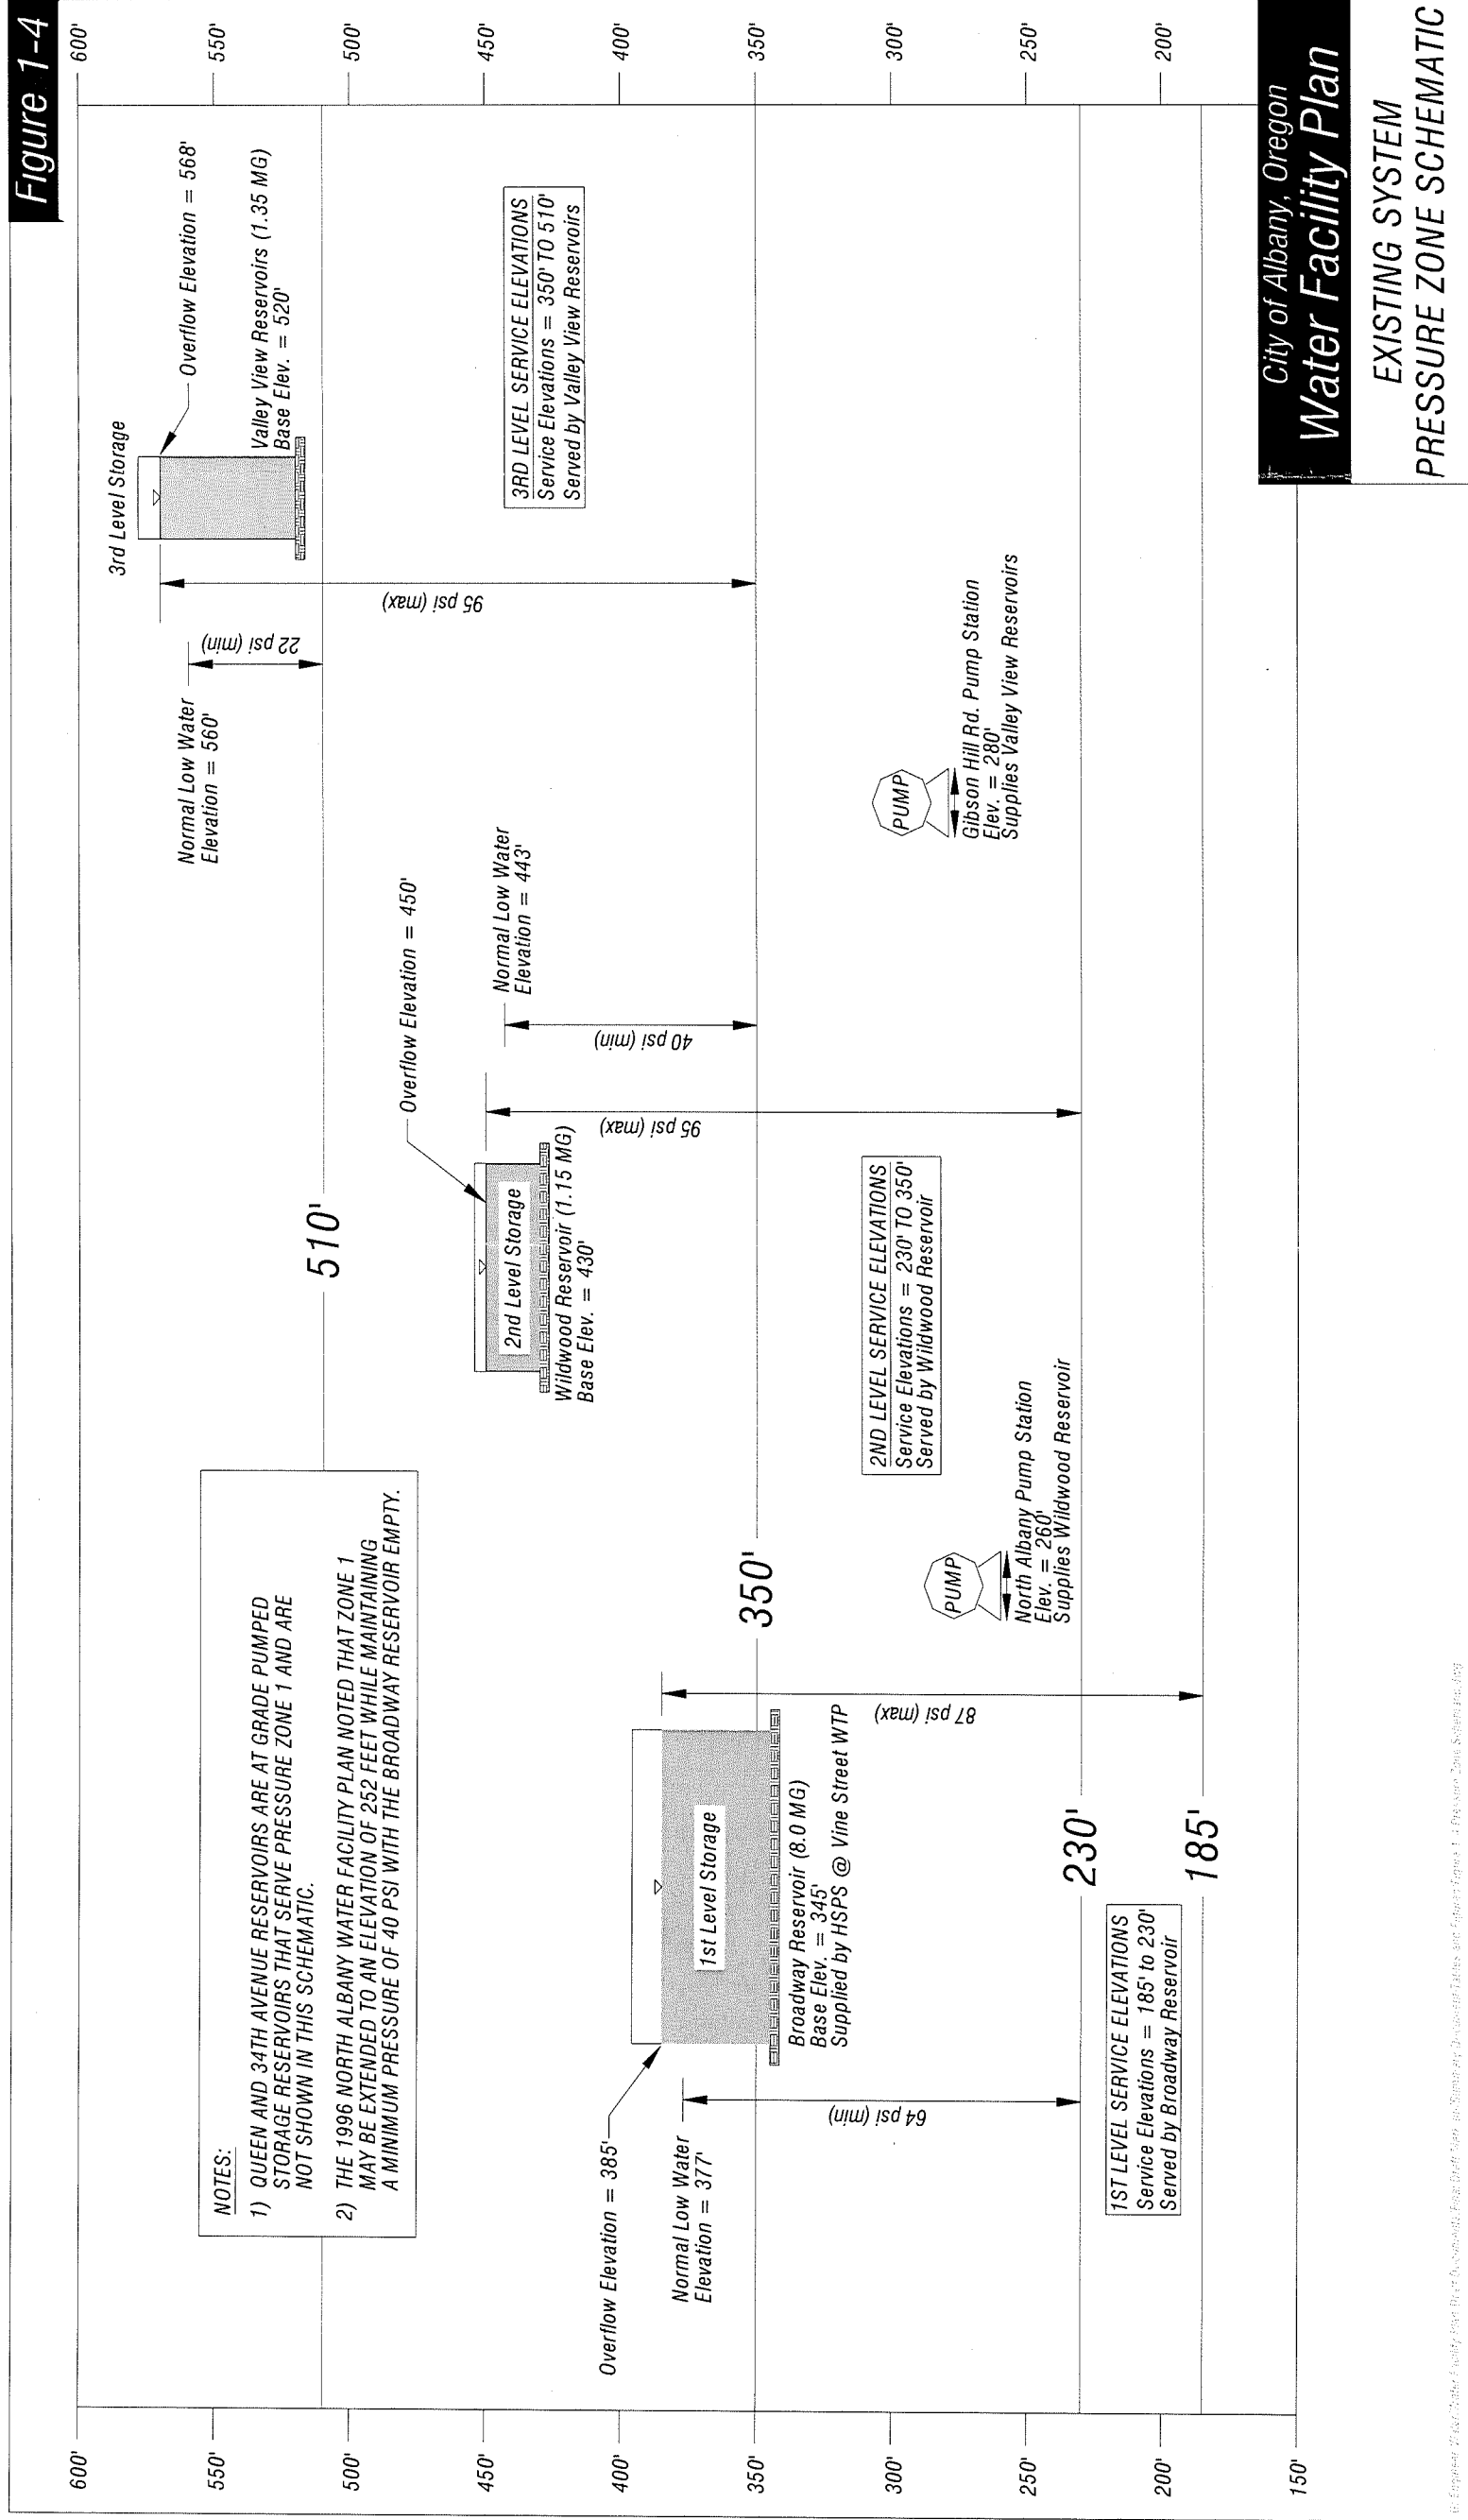 Figure 1-4
600'
550'
500'
450'
400'
350'
300'
250'
200'
150'
600'
550'
500'
450'
400'
350'
300'
250'
200'
NOTES:
1) QUEEN AND 34TH AVENUE RESERVOIRS ARE AT GRADE PUMPED
STORAGE RESERVOIRS THAT SERVE PRESSURE ZONE 1 AND ARE
NOT SHOWN IN THIS SCHEMATIC.
2) THE 1996 NORTH ALBANY WATER FACILITY PLAN NOTED THAT ZONE 1
MAY BE EXTENDED TO AN ELEVATION OF 252 FEET WHILE MAINTAINING
A MINIMUM PRESSURE OF 40 PSI WITH THE BROADWAY RESERVOIR EMPTY.
Overflow Elevation = 385'
Normal Low Water
Elevation = 377'
64 psi (min)
1st Level Storage
Broadway Reservoir (8.0 MG)
Base Elev. = 345'
Supplied by HSPS @ Vine Street WTP
87 psi (max)
1ST LEVEL SERVICE ELEVATIONS
Service Elevations = 185' to 230'
Served by Broadway Reservoir
230'
185'
350'
510'
PUMP
North Albany Pump Station
Elev. = 260'
Supplies Wildwood Reservoir
2nd Level Storage
Wildwood Reservoir (1.15 MG)
Base Elev. = 430'
Overflow Elevation = 450'
95 psi (max)
Normal Low Water
Elevation = 443'
40 psi (min)
2ND LEVEL SERVICE ELEVATIONS
Service Elevations = 230' TO 350'
Served by Wildwood Reservoir
PUMP
Gibson Hill Rd. Pump Station
Elev. = 280'
Supplies Valley View Reservoirs
Normal Low Water
Elevation = 560'
22 psi (min)
95 psi (max)
3rd Level Storage
Overflow Elevation = 568'
Valley View Reservoirs (1.35 MG)
Base Elev. = 520'
3RD LEVEL SERVICE ELEVATIONS
Service Elevations = 350' TO 510'
Served by Valley View Reservoirs
City of Albany, Oregon
Water Facility Plan
EXISTING SYSTEM
PRESSURE ZONE SCHEMATIC